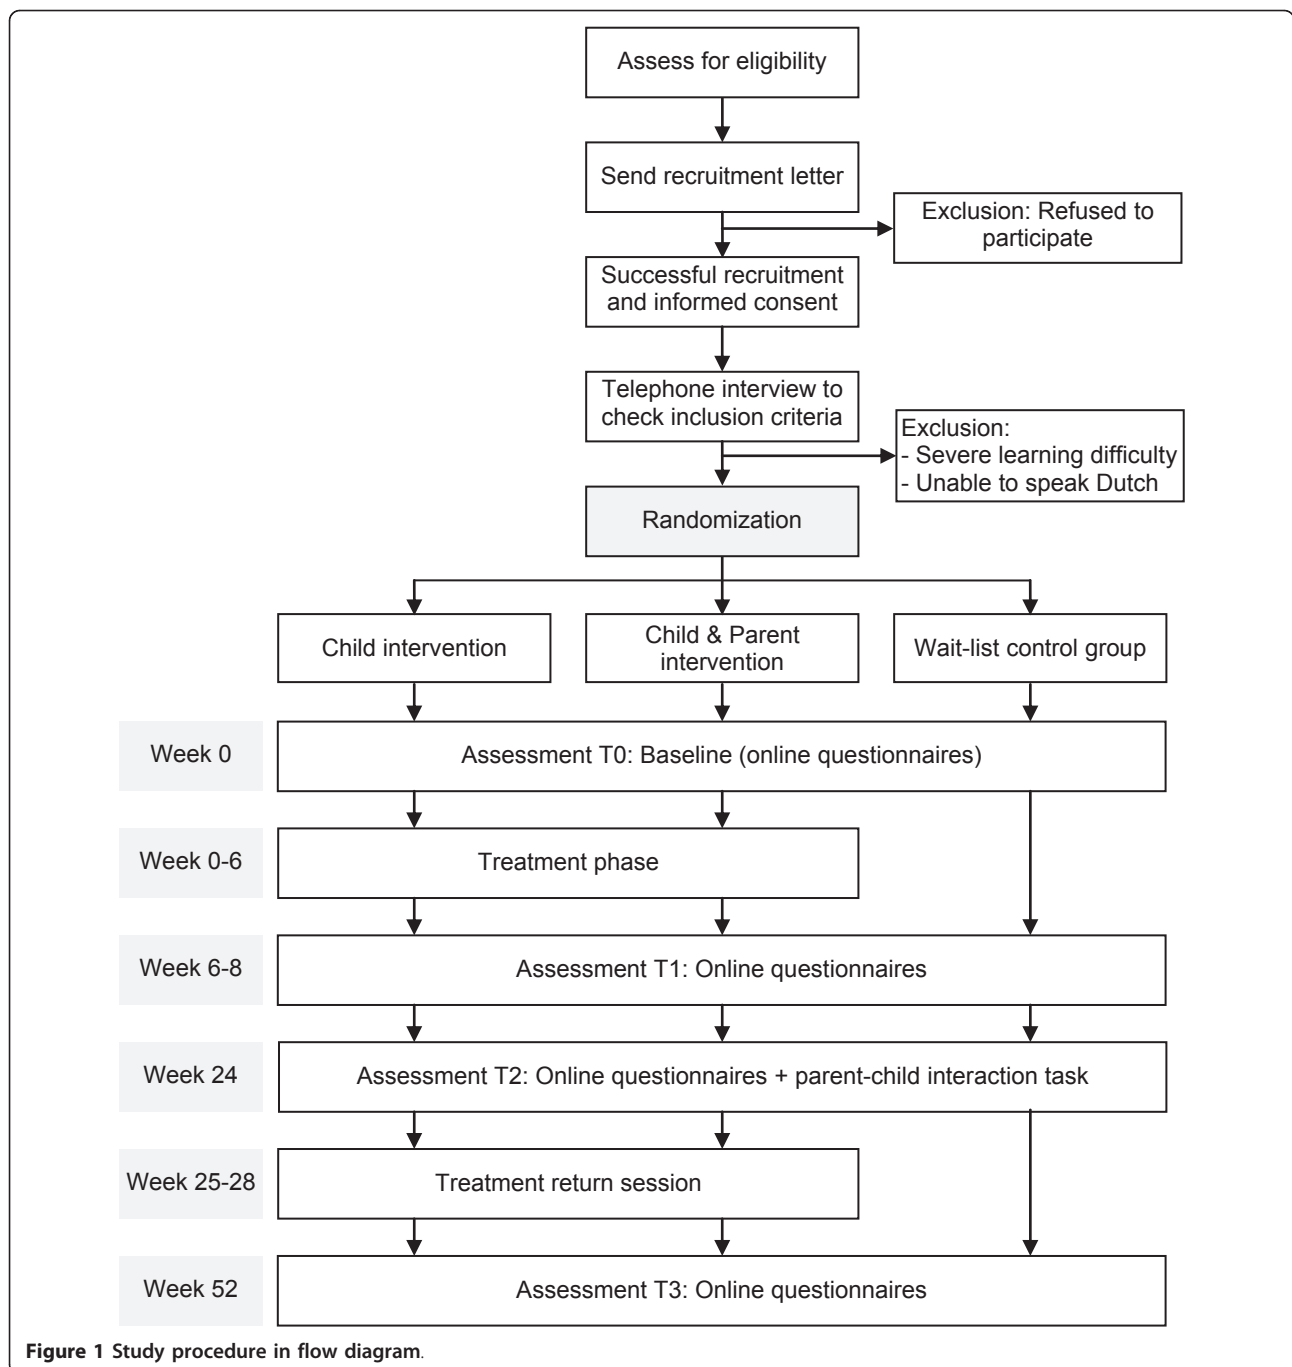 Assess for eligibility
Send recruitment letter
Exclusion: Refused to
participate
Successful recruitment
and informed consent
Telephone interview to
check inclusion criteria
Exclusion:
- Severe learning difficulty
- Unable to speak Dutch
Randomization
Child intervention
Child & Parent
intervention
Wait-list control group
Week 0
Assessment T0: Baseline (online questionnaires)
Week 0-6
Treatment phase
Week 6-8
Assessment T1: Online questionnaires
Week 24
Assessment T2: Online questionnaires + parent-child interaction task
Week 25-28
Treatment return session
Week 52
Assessment T3: Online questionnaires
Figure 1 Study procedure in flow diagram.